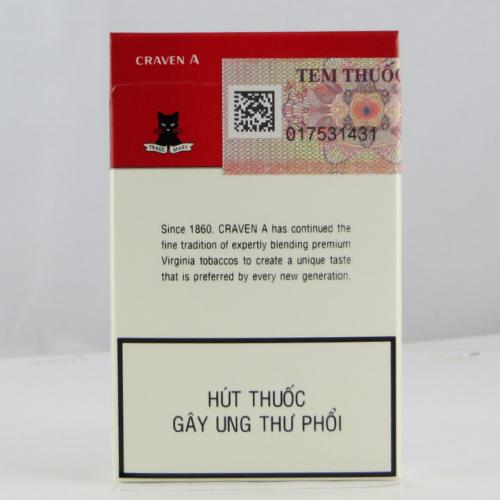 CRAVEN A
TEM THUỐC
017531431
TRADE MARK
Since 1860, CRAVEN A has continued the
fine tradition of expertly blending premium
Virginia tobaccos to create a unique taste
that is preferred by every new generation.
HÚT THUỐC
GÂY UNG THƯ PHỔI